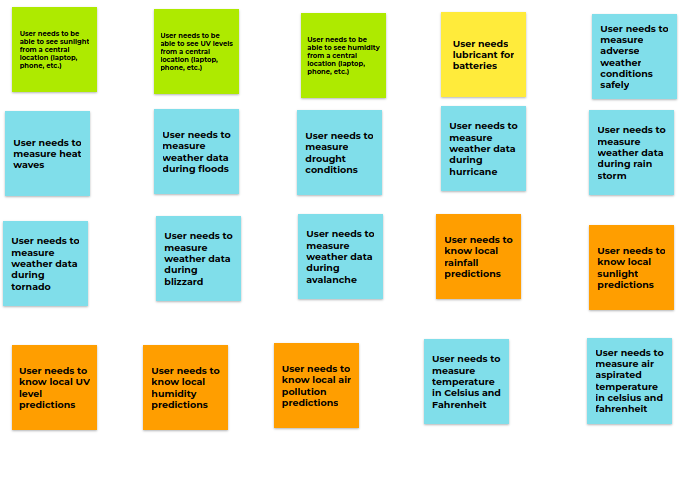 User needs to be
able to see sunlight
from a central
location (laptop,
phone, etc.)
User needs to be
able to see UV levels
from a central
location (laptop,
phone, etc.)
User needs to be
able to see humidity
from a central
location (laptop,
phone, etc.)
User needs
lubricant for
batteries
User needs to
measure
adverse
weather
conditions
safely
User needs to
measure heat
waves
User needs to
measure
weather data
during floods
User needs to
measure
drought
conditions
User needs to
measure
weather data
during
hurricane
User needs to
measure
weather data
during rain
storm
User needs to
measure
weather data
during
tornado
User needs to
measure
weather data
during
blizzard
User needs to
measure
weather data
during
avalanche
User needs to
know local
rainfall
predictions
User needs to
know local
sunlight
predictions
User needs to
know local UV
level
predictions
User needs to
know local
humidity
predictions
User needs to
know local air
pollution
predictions
User needs to
measure
temperature
in Celsius and
Fahrenheit
User needs to
measure air
aspirated
temperature
in celsius and
fahrenheit